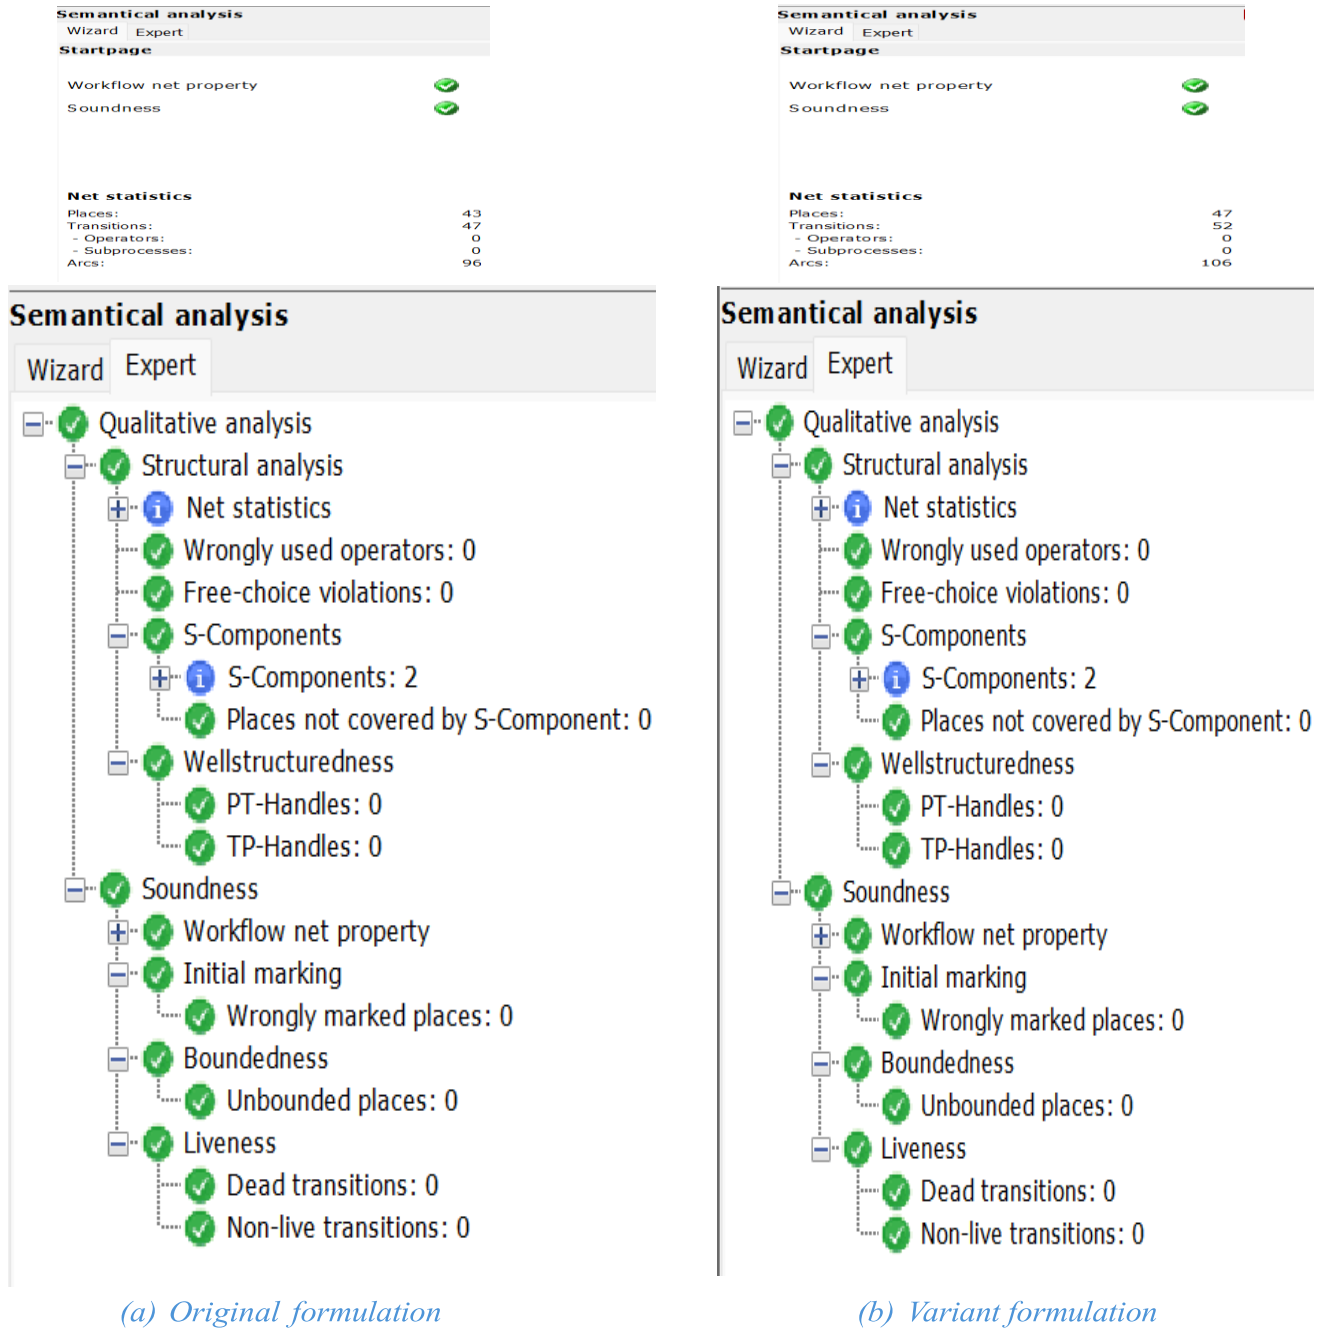 Semantical analysis
Wizard Expert
Startpage
Workflow net property
Soundness
Net statistics
Places: 43
Transitions: 47
- Operators: 0
- Subprocesses: 0
Arcs: 96
Semantical analysis
Wizard Expert
Qualitative analysis
Structural analysis
Net statistics
Wrongly used operators: 0
Free-choice violations: 0
S-Components
S-Components: 2
Places not covered by S-Component: 0
Wellstructuredness
PT-Handles: 0
TP-Handles: 0
Soundness
Workflow net property
Initial marking
Wrongly marked places: 0
Boundedness
Unbounded places: 0
Liveness
Dead transitions: 0
Non-live transitions: 0
(a) Original formulation
Semantical analysis
Wizard Expert
Startpage
Workflow net property
Soundness
Net statistics
Places: 47
Transitions: 52
- Operators: 0
- Subprocesses: 0
Arcs: 106
Semantical analysis
Wizard Expert
Qualitative analysis
Structural analysis
Net statistics
Wrongly used operators: 0
Free-choice violations: 0
S-Components
S-Components: 2
Places not covered by S-Component: 0
Wellstructuredness
PT-Handles: 0
TP-Handles: 0
Soundness
Workflow net property
Initial marking
Wrongly marked places: 0
Boundedness
Unbounded places: 0
Liveness
Dead transitions: 0
Non-live transitions: 0
(b) Variant formulation